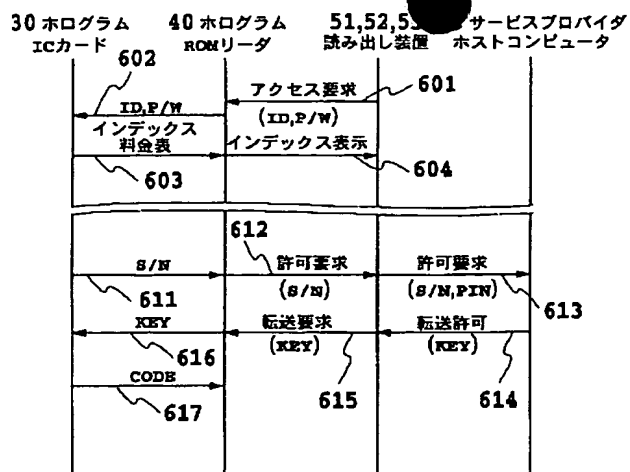 30 ホログラム 40 ホログラム 51,52,5 サービスプロバイダ
ICカード ROMリーダ 読み出し装置 ホストコンピュータ
602
アクセス要求 601
ID,P/W (ID,P/W)
インデックス
料金表 インデックス表示
603 604
612
S/N 許可要求 許可要求
(S/N) (S/N,PIN)
611 613
KEY 転送要求 転送許可
(KEY) (KEY)
616
CODE
617 615 614